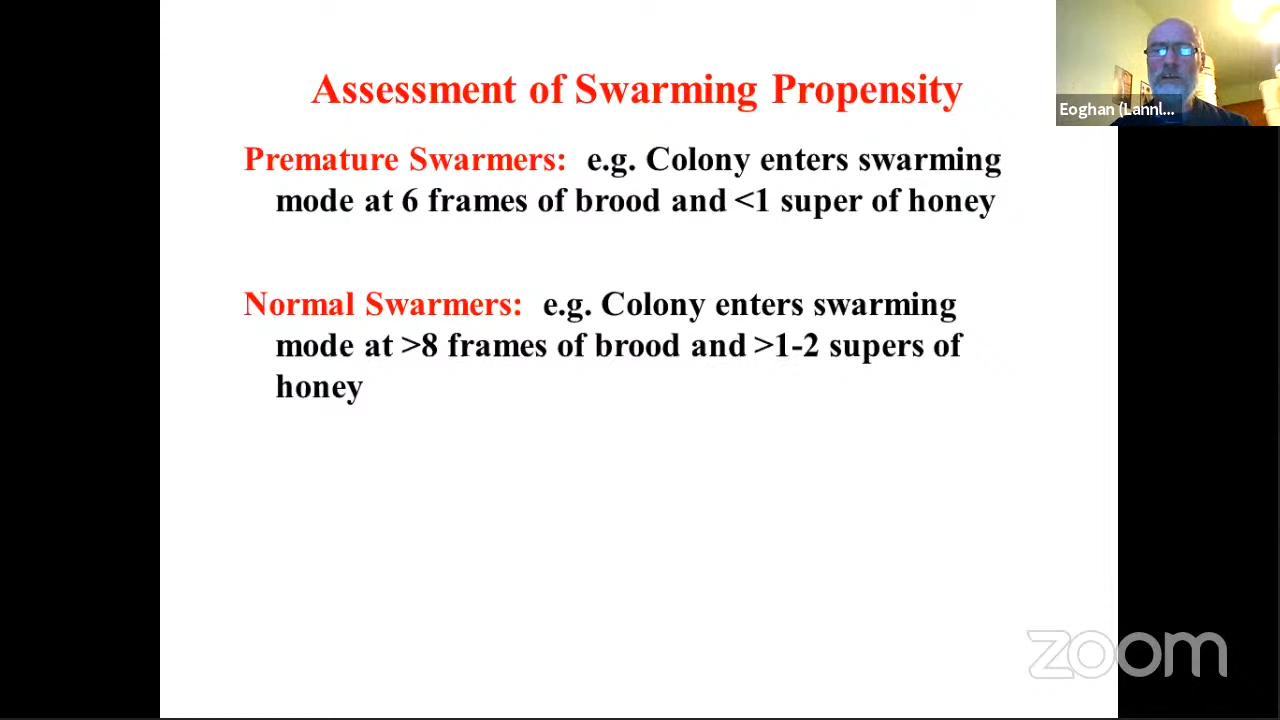 Assessment of Swarming Propensity
Premature Swarmers: e.g. Colony enters swarming
mode at 6 frames of brood and <1 super of honey
Normal Swarmers: e.g. Colony enters swarming
mode at >8 frames of brood and >1-2 supers of
honey
Eoghan (Lannl...
zoom